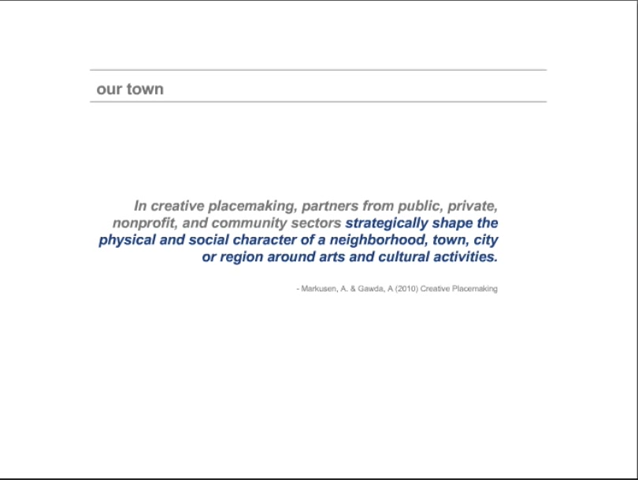 our town
In creative placemaking, partners from public, private,
nonprofit, and community sectors strategically shape the
physical and social character of a neighborhood, town, city
or region around arts and cultural activities.
- Markusen, A. & Gawda, A (2010) Creative Placemaking